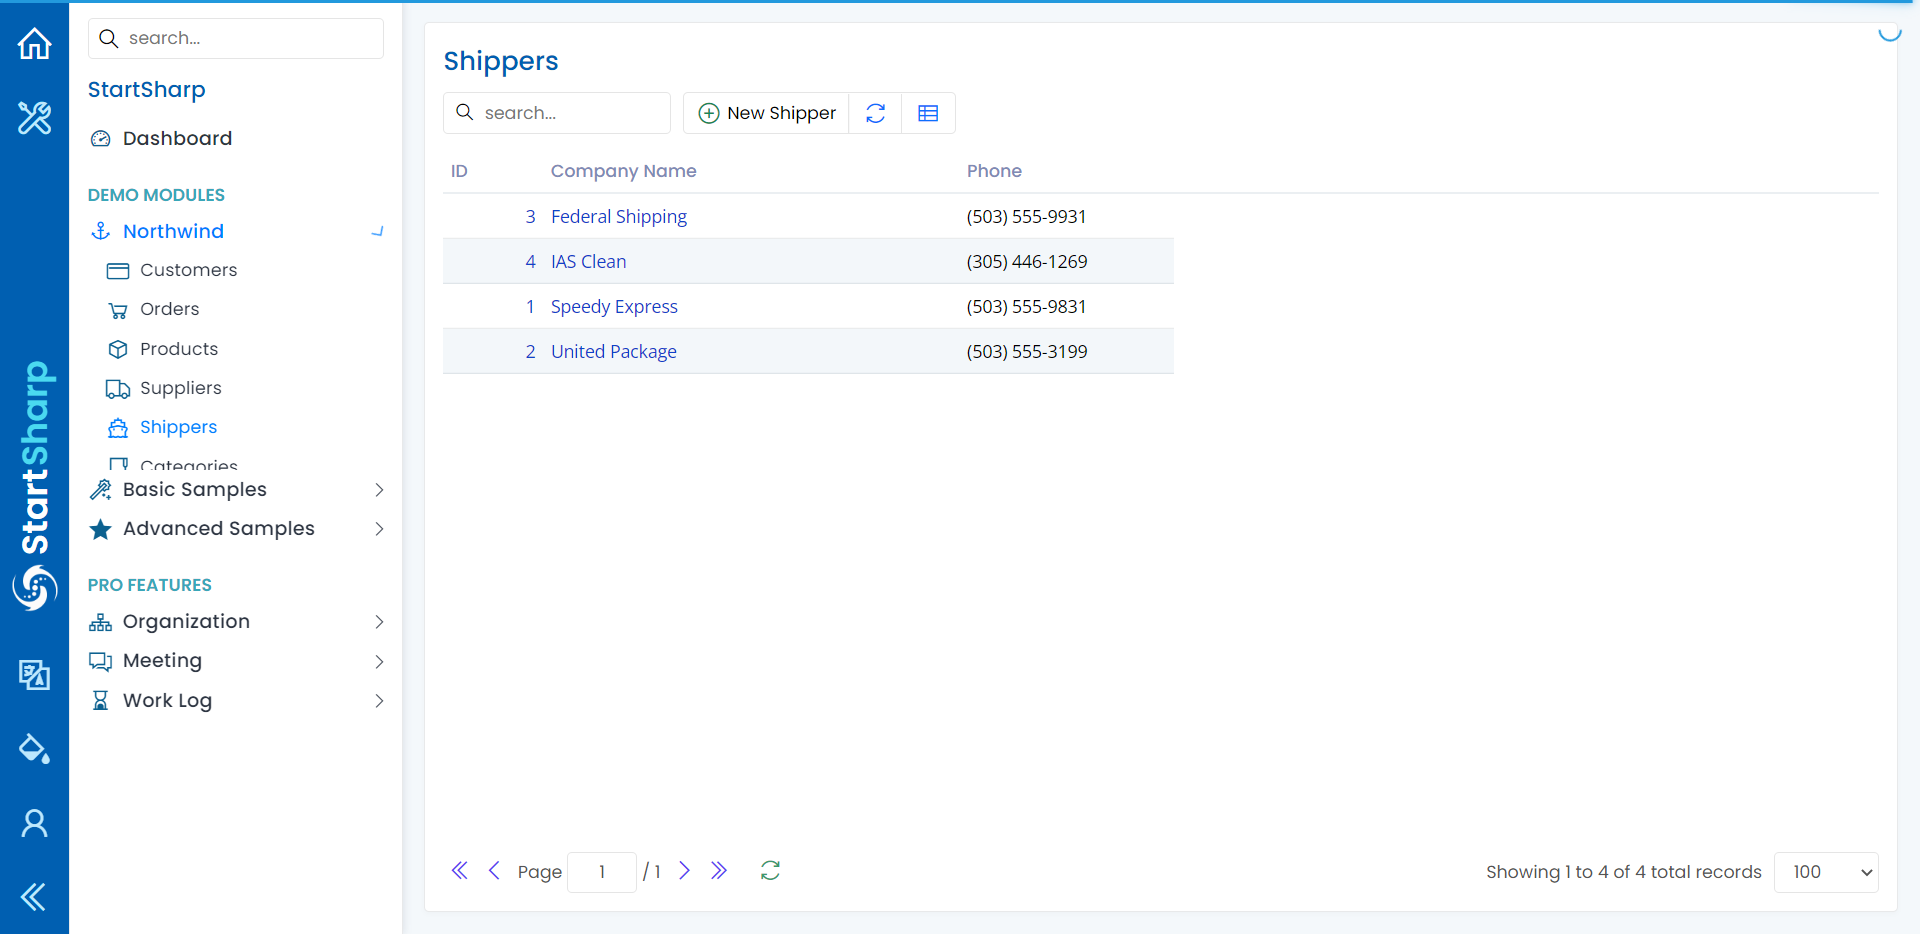 StartSharp
search...
StartSharp
Dashboard
DEMO MODULES
Northwind
Customers
Orders
Products
Suppliers
Shippers
Categories
Basic Samples
Advanced Samples
PRO FEATURES
Organization
Meeting
Work Log
Shippers
search...
New Shipper
ID Company Name Phone
3 Federal Shipping (503) 555-9931
4 IAS Clean (305) 446-1269
1 Speedy Express (503) 555-9831
2 United Package (503) 555-3199
Page 1 / 1
Showing 1 to 4 of 4 total records 100